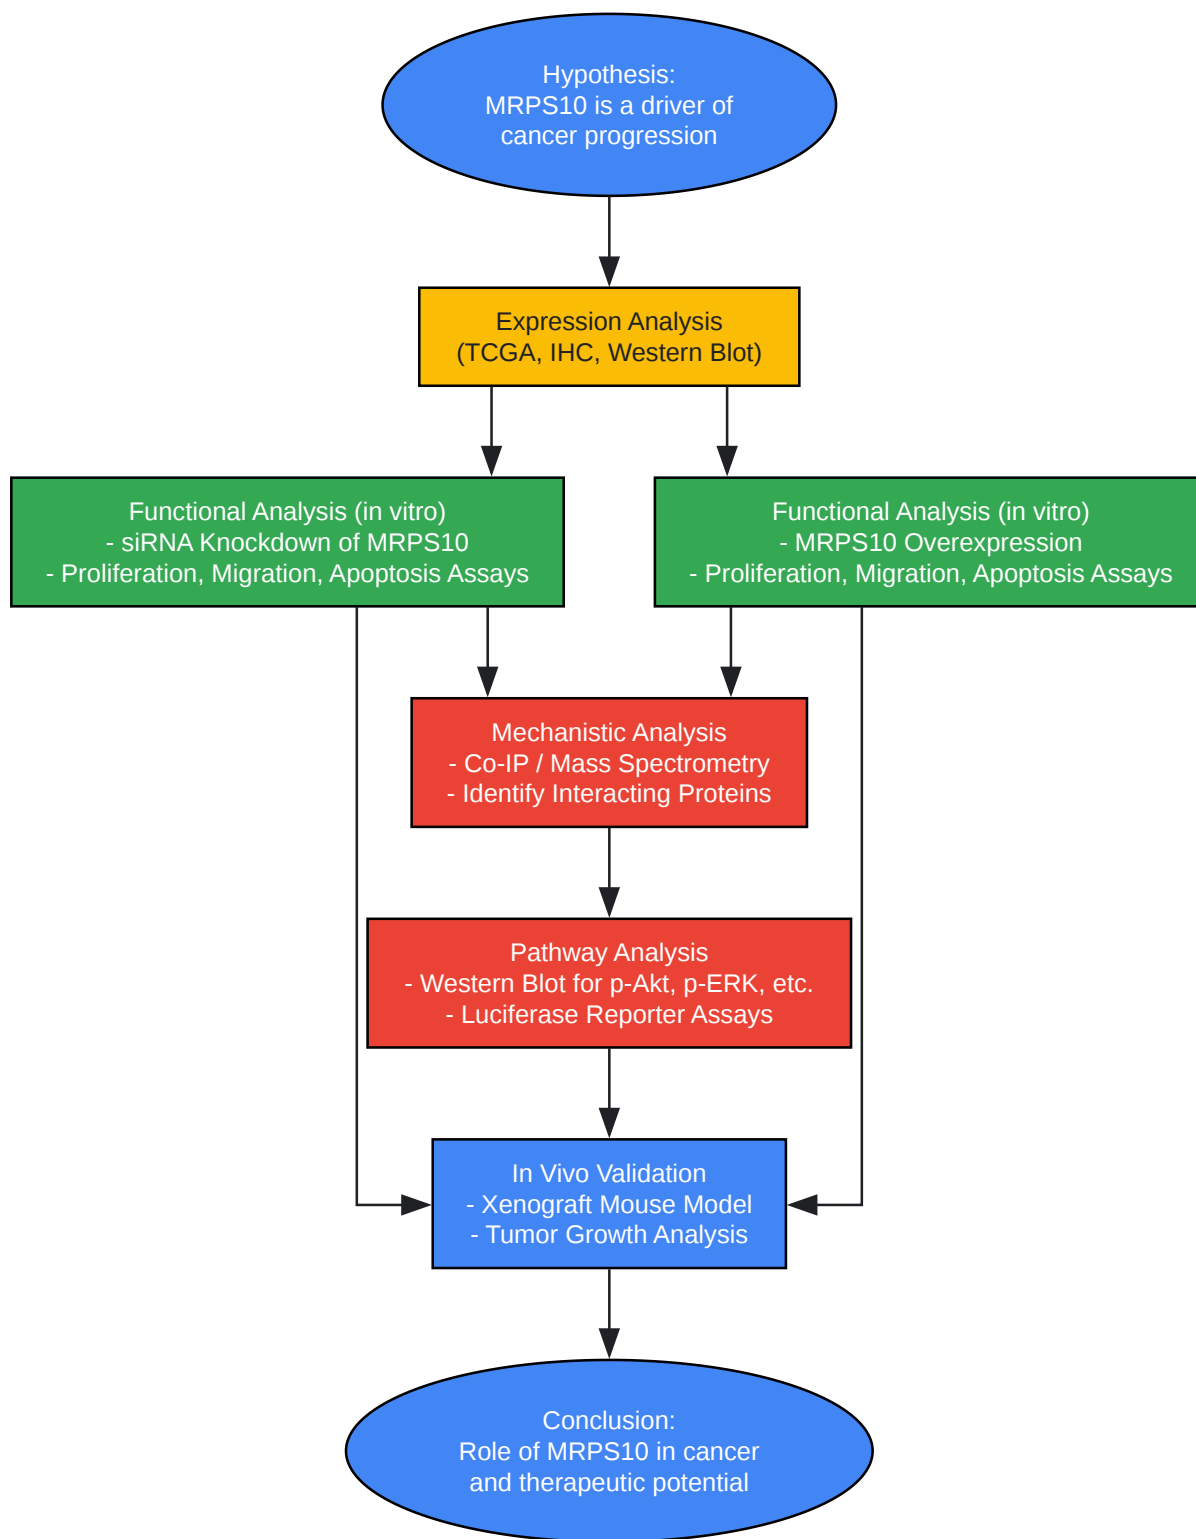 Hypothesis:
MRPS10 is a driver of
cancer progression
Expression Analysis
(TCGA, IHC, Western Blot)
Functional Analysis (in vitro)
- siRNA Knockdown of MRPS10
- Proliferation, Migration, Apoptosis Assays
Functional Analysis (in vitro)
- MRPS10 Overexpression
- Proliferation, Migration, Apoptosis Assays
Mechanistic Analysis
- Co-IP / Mass Spectrometry
- Identify Interacting Proteins
Pathway Analysis
- Western Blot for p-Akt, p-ERK, etc.
- Luciferase Reporter Assays
In Vivo Validation
- Xenograft Mouse Model
- Tumor Growth Analysis
Conclusion:
Role of MRPS10 in cancer
and therapeutic potential